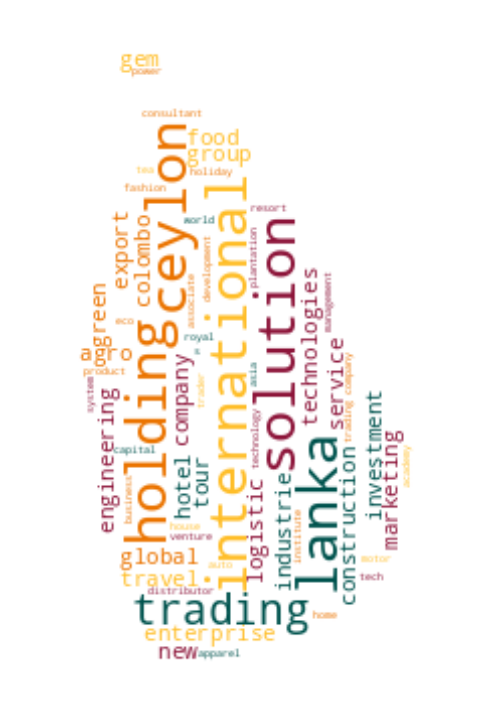 gem
power
consultant
ceylon
food
group
tea
holiday
fashion
international
resort
world
export
colombo
solution
development
plantation
associate
technologies
management
green
eco
royal
s
agro
a
holding
company
service
product
system
trader
asia
trading
company
engineering
investment
technology
marketing
lanka
capital
hotel
tour
construction
academy
business
logistic
industrie
institute
house
venture
global
auto
motor
travel
distributor
tech
trading
home
enterprise
new
apparel